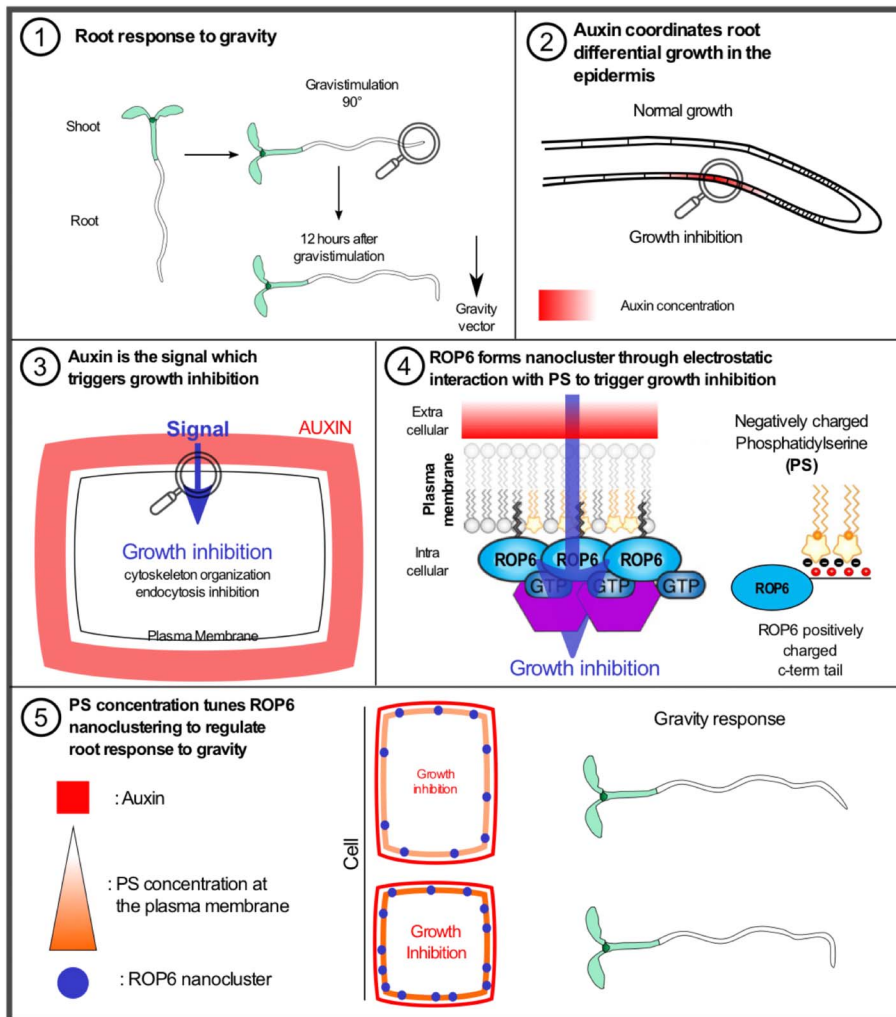 1
Root response to gravity
Shoot
Root
Gravistimulation
90°
12 hours after
gravistimulation
Gravity
vector
2
Auxin coordinates root
differential growth in the
epidermis
Normal growth
Growth inhibition
Auxin concentration
3
Auxin is the signal which
triggers growth inhibition
Signal
AUXIN
Growth inhibition
cytoskeleton organization
endocytosis inhibition
Plasma Membrane
4
ROP6 forms nanocluster through electrostatic
interaction with PS to trigger growth inhibition
Extra
cellular
Plasma
membrane
Intra
cellular
ROP6
ROP6
ROP6
GTP
GTP
GTP
Growth inhibition
Negatively charged
Phosphatidylserine
(PS)
ROP6
ROP6 positively
charged
c-term tail
5
PS concentration tunes ROP6
nanoclustering to regulate
root response to gravity
: Auxin
: PS concentration at
the plasma membrane
: ROP6 nanocluster
Cell
Growth
inhibition
Growth
Inhibition
Gravity response